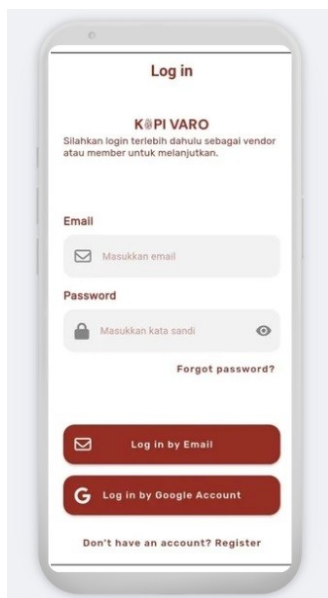 Log in
KOPI VARO
Silahkan login terlebih dahulu sebagai vendor
atau member untuk melanjutkan.
Email
Masukkan email
Password
Masukkan kata sandi
Forgot password?
Log in by Email
G Log in by Google Account
Don't have an account? Register